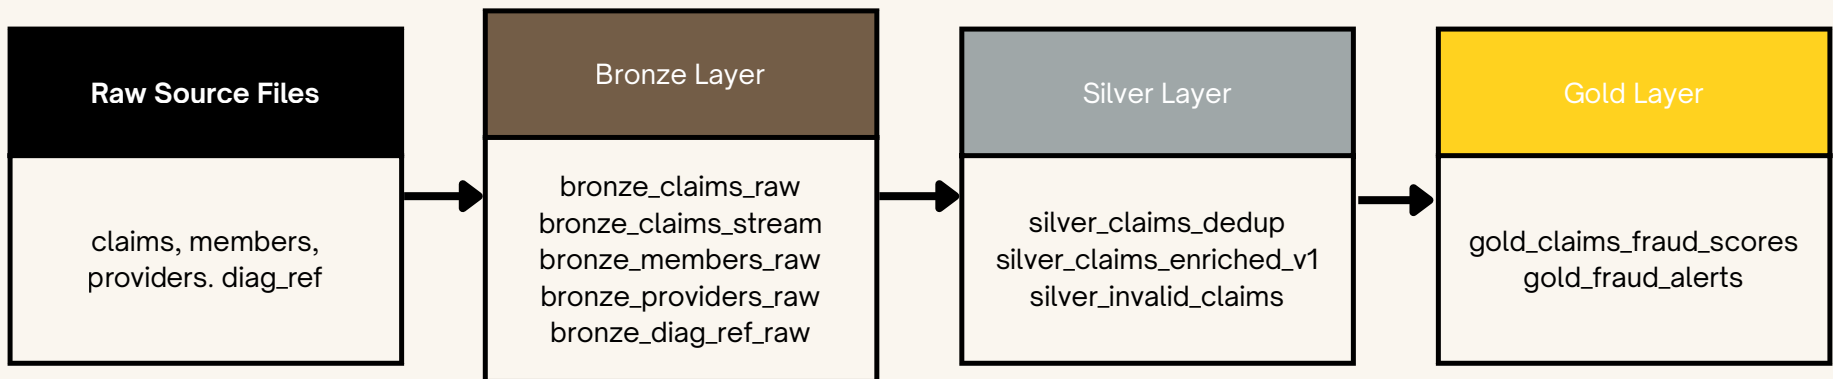 Raw Source Files
claims, members,
providers. diag_ref
Bronze Layer
bronze_claims_raw
bronze_claims_stream
bronze_members_raw
bronze_providers_raw
bronze_diag_ref_raw
Silver Layer
silver_claims_dedup
silver_claims_enriched_v1
silver_invalid_claims
Gold Layer
gold_claims_fraud_scores
gold_fraud_alerts